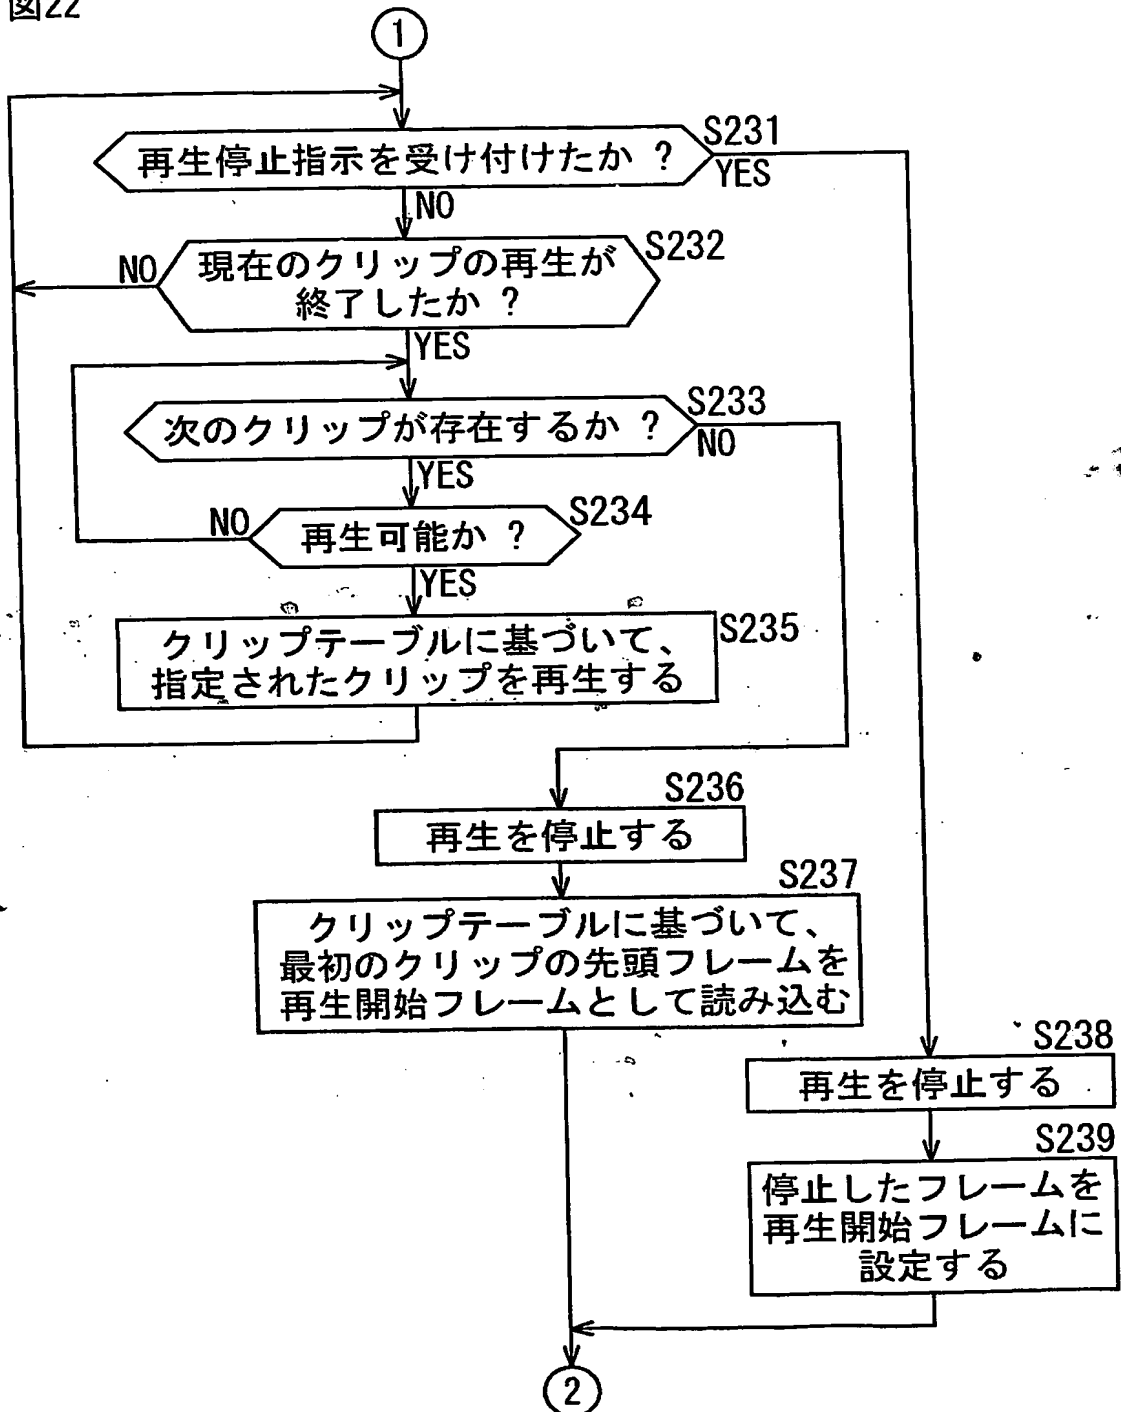 図22
1
再生停止指示を受け付けたか ?
S231
YES
NO
現在のクリップの再生が
終了したか ?
S232
NO
YES
次のクリップが存在するか ?
S233
NO
YES
再生可能か ?
S234
NO
YES
クリップテーブルに基づいて、
指定されたクリップを再生する
S235
S236
再生を停止する
S237
クリップテーブルに基づいて、
最初のクリップの先頭フレームを
再生開始フレームとして読み込む
S238
再生を停止する
S239
停止したフレームを
再生開始フレームに
設定する
2